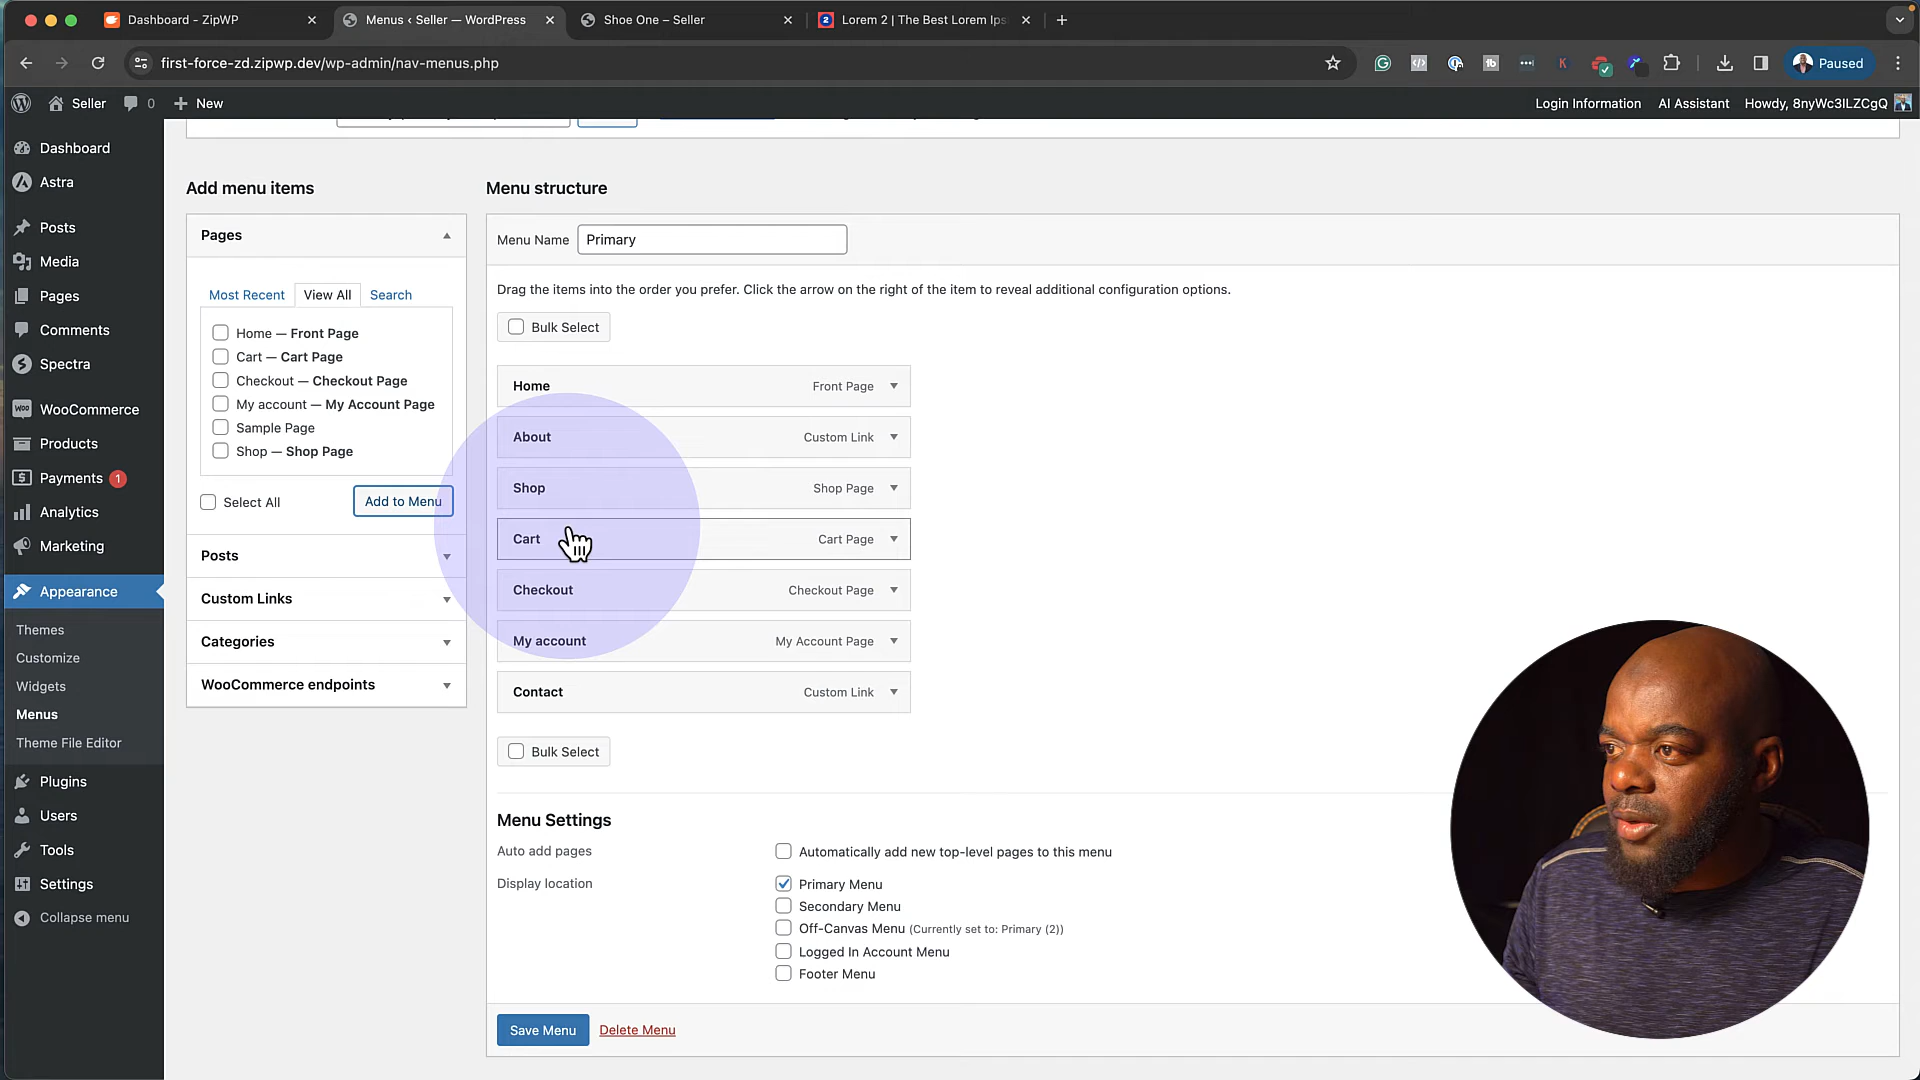 Dashboard - ZipWP
Menus ‹ Seller — WordPress
Shoe One – Seller
Lorem 2 | The Best Lorem Ips
first-force-zd.zipwp.dev/wp-admin/nav-menus.php
Paused
Seller
0
New
Login Information
AI Assistant
Howdy, 8nyWc3ILZCgQ
Dashboard
Astra
Posts
Media
Pages
Comments
Spectra
WooCommerce
Products
Payments 1
Analytics
Marketing
Appearance
Themes
Customize
Widgets
Menus
Theme File Editor
Plugins
Users
Tools
Settings
Collapse menu
Add menu items
Pages
Most Recent
View All
Search
Home — Front Page
Cart — Cart Page
Checkout — Checkout Page
My account — My Account Page
Sample Page
Shop — Shop Page
Select All
Add to Menu
Posts
Custom Links
Categories
WooCommerce endpoints
Menu structure
Menu Name Primary
Drag the items into the order you prefer. Click the arrow on the right of the item to reveal additional configuration options.
Bulk Select
Home Front Page
About Custom Link
Shop Shop Page
Cart Cart Page
Checkout Checkout Page
My account My Account Page
Contact Custom Link
Bulk Select
Menu Settings
Auto add pages
Automatically add new top-level pages to this menu
Display location
Primary Menu
Secondary Menu
Off-Canvas Menu (Currently set to: Primary (2))
Logged In Account Menu
Footer Menu
Save Menu
Delete Menu